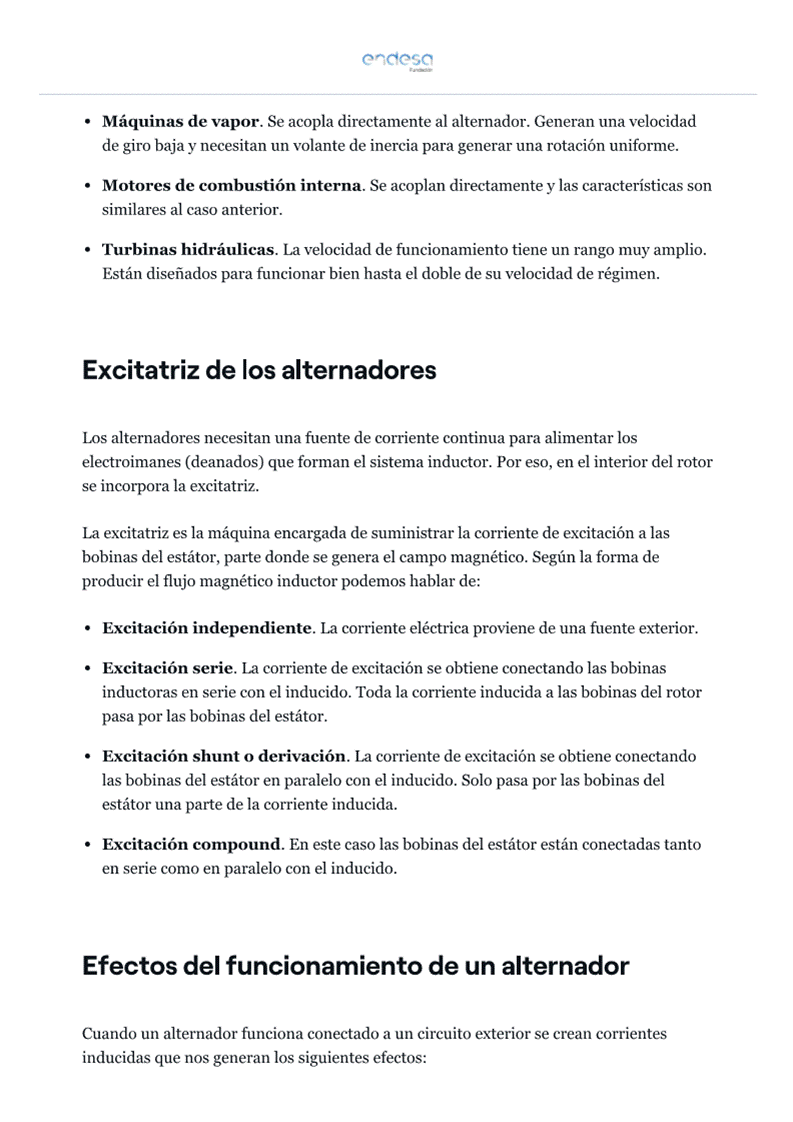 endesa
Fundación
• Máquinas de vapor. Se acopla directamente al alternador. Generan una velocidad
de giro baja y necesitan un volante de inercia para generar una rotación uniforme.
• Motores de combustión interna. Se acoplan directamente y las características son
similares al caso anterior.
• Turbinas hidráulicas. La velocidad de funcionamiento tiene un rango muy amplio.
Están diseñados para funcionar bien hasta el doble de su velocidad de régimen.
Excitatriz de los alternadores
Los alternadores necesitan una fuente de corriente continua para alimentar los
electroimanes (deanados) que forman el sistema inductor. Por eso, en el interior del rotor
se incorpora la excitatriz.
La excitatriz es la máquina encargada de suministrar la corriente de excitación a las
bobinas del estátor, parte donde se genera el campo magnético. Según la forma de
producir el flujo magnético inductor podemos hablar de:
• Excitación independiente. La corriente eléctrica proviene de una fuente exterior.
• Excitación serie. La corriente de excitación se obtiene conectando las bobinas
inductoras en serie con el inducido. Toda la corriente inducida a las bobinas del rotor
pasa por las bobinas del estátor.
• Excitación shunt o derivación. La corriente de excitación se obtiene conectando
las bobinas del estátor en paralelo con el inducido. Solo pasa por las bobinas del
estátor una parte de la corriente inducida.
• Excitación compound. En este caso las bobinas del estátor están conectadas tanto
en serie como en paralelo con el inducido.
Efectos del funcionamiento de un alternador
Cuando un alternador funciona conectado a un circuito exterior se crean corrientes
inducidas que nos generan los siguientes efectos: